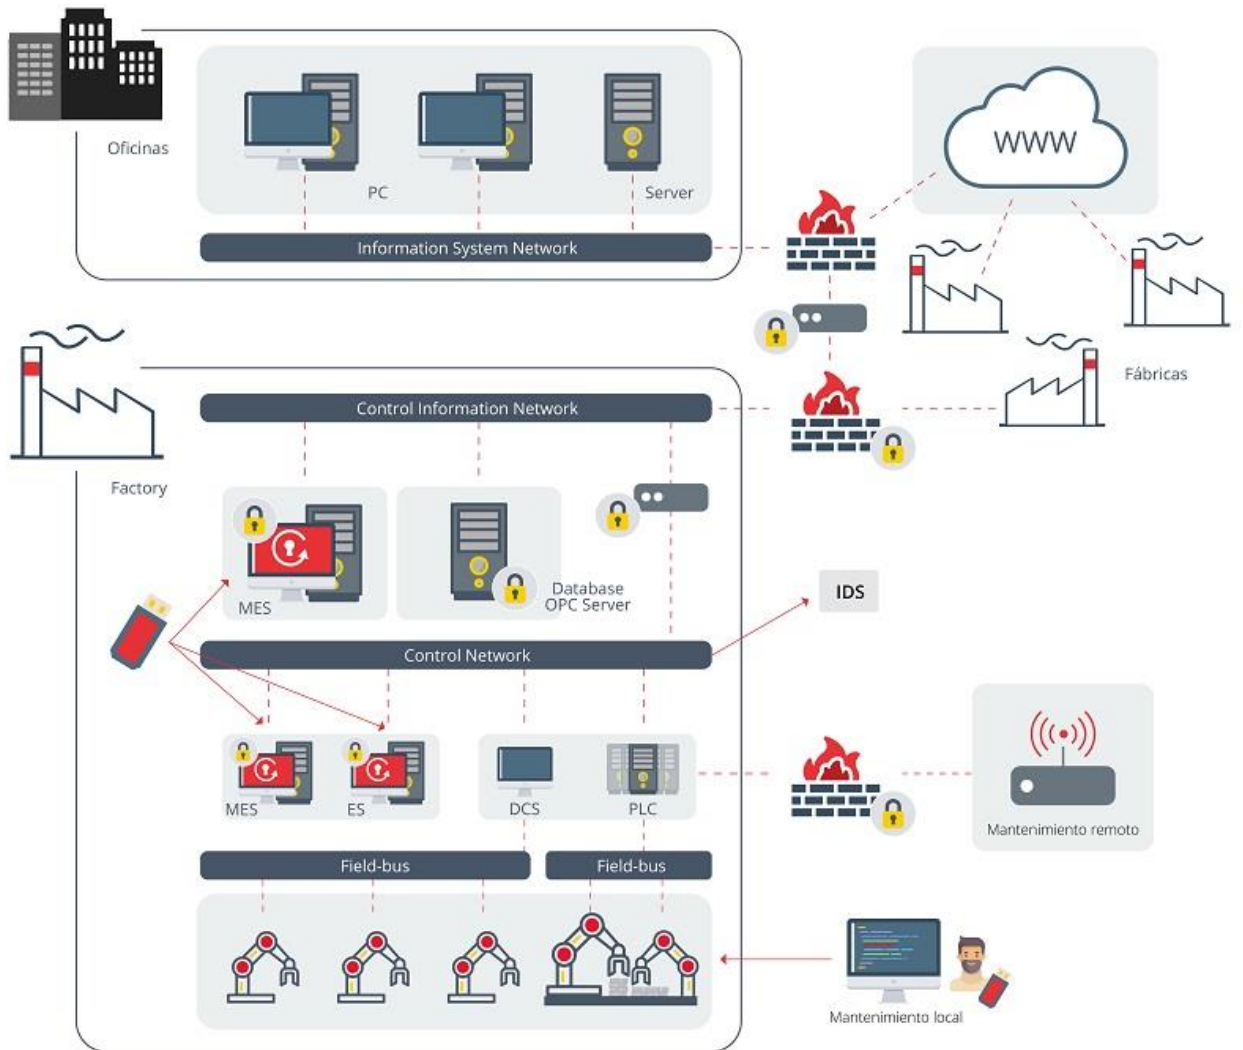 Oficinas
PC
Server
WWW
Information System Network
Fábricas
Control Information Network
Factory
MES
Database
OPC Server
IDS
Control Network
MES
ES
DCS
PLC
Mantenimiento remoto
Field-bus
Field-bus
Mantenimiento local